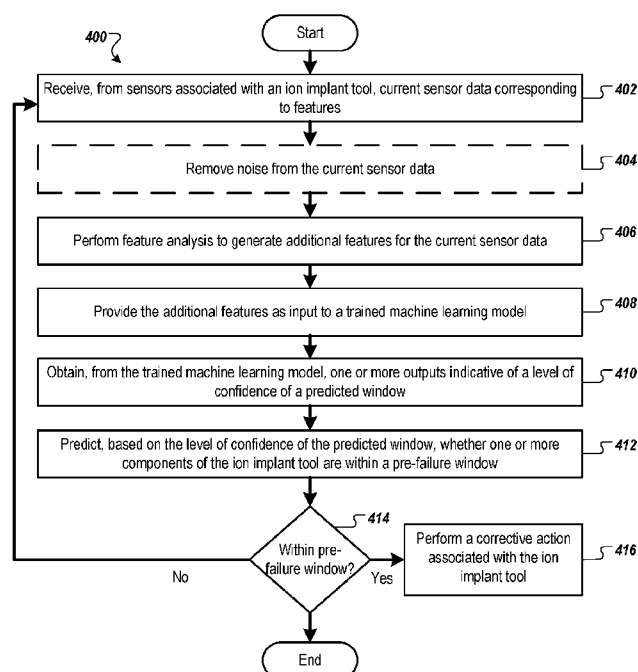 Start
400
Receive, from sensors associated with an ion implant tool, current sensor data corresponding
to features
402
Remove noise from the current sensor data
404
Perform feature analysis to generate additional features for the current sensor data
406
Provide the additional features as input to a trained machine learning model
408
Obtain, from the trained machine learning model, one or more outputs indicative of a level of
confidence of a predicted window
410
Predict, based on the level of confidence of the predicted window, whether one or more
components of the ion implant tool are within a pre-failure window
412
414
Within pre-
failure window?
No
Yes
Perform a corrective action
associated with the ion
implant tool
416
End